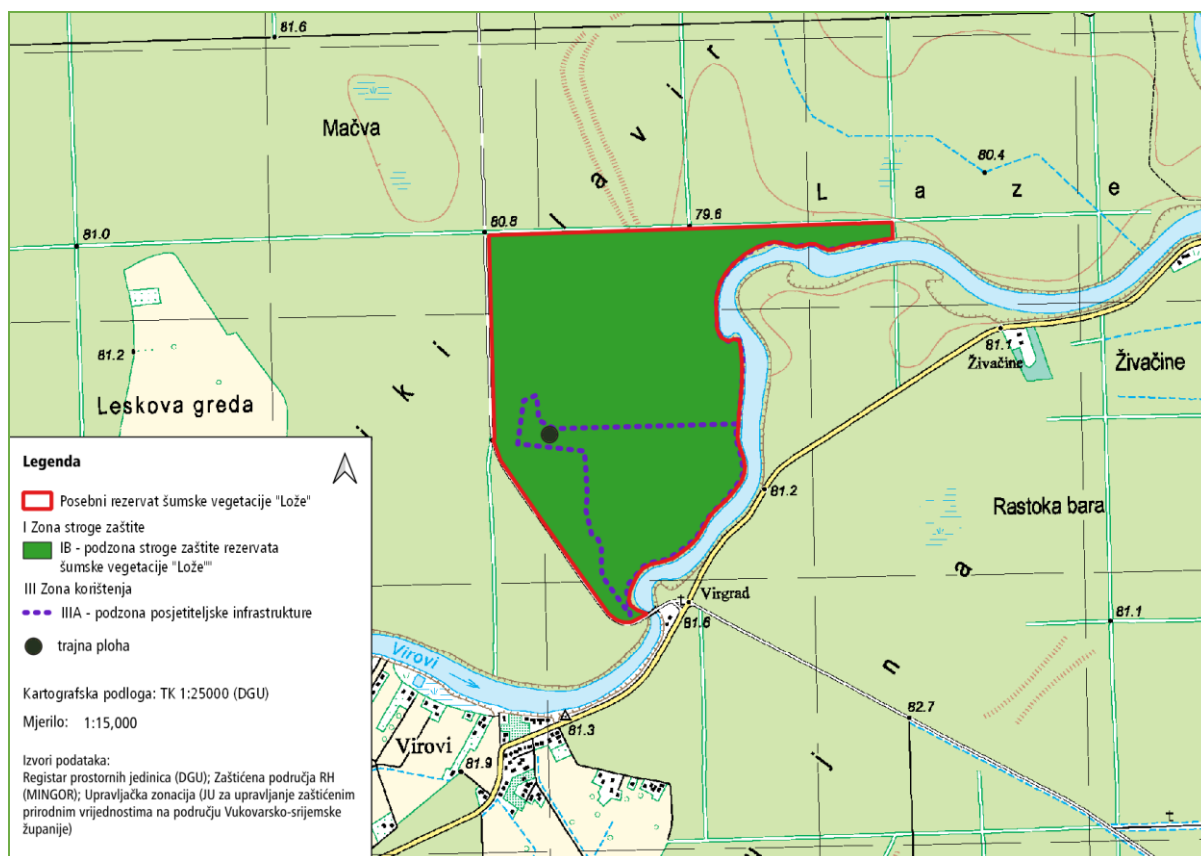 81.6
Mačva
l a v i r
80.4
L a z e
80.8
79.6
81.0
81.2
Leskova greda
k i
81.1
Živačine
Živačine
81.2
Rastoka bara
a
n
j
Virgrad
81.6
81.1
82.7
Virovi
81.3
Virovi
81.9
Legenda
Posebni rezervat šumske vegetacije "Lože"
I Zona stroge zaštite
IB - podzona stroge zaštite rezervata
šumske vegetacije "Lože""
III Zona korištenja
IIIA - podzona posjetiteljske infrastrukture
trajna ploha
Kartografska podloga: TK 1:25000 (DGU)
Mjerilo: 1:15,000
Izvori podataka:
Registar prostornih jedinica (DGU); Zaštićena područja RH
(MINGOR); Upravljačka zonacija (JU za upravljanje zaštićenim
prirodnim vrijednostima na području Vukovarsko-srijemske
županije)